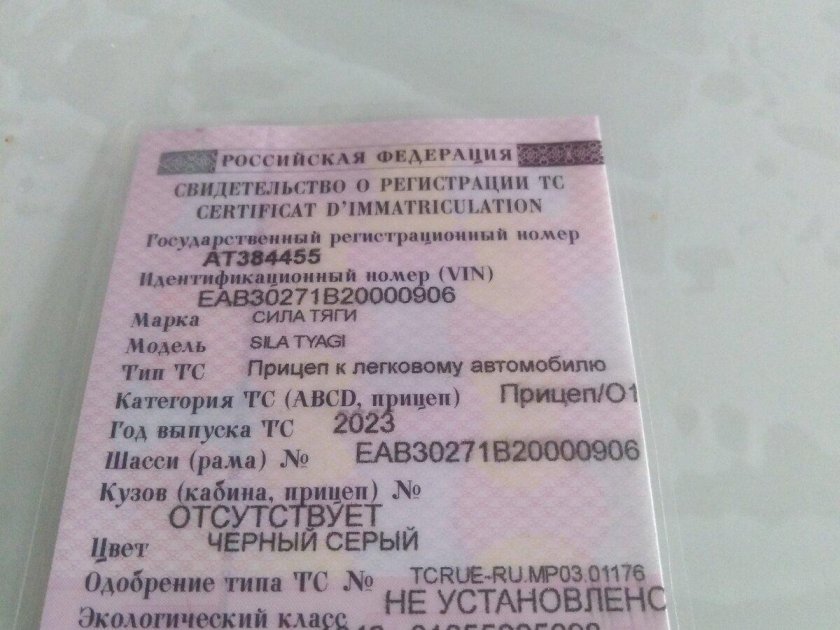 РОССИЙСКАЯ ФЕДЕРАЦИЯ
СВИДЕТЕЛЬСТВО О РЕГИСТРАЦИИ ТС
CERTIFICAT D'IMMATRICULATION
Государственный регистрационный номер
АТ384455
Идентификационный номер (VIN)
EAB30271B20000906
Марка СИЛА ТЯГИ
Модель SILA TYAGI
Тип ТС Прицеп к легковому автомобилю
Категория ТС (ABCD, прицеп) Прицеп/О1
Год выпуска ТС 2023
Шасси (рама) № EAB30271B20000906
Кузов (кабина, прицеп) №
ОТСУТСТВУЕТ
Цвет ЧЕРНЫЙ СЕРЫЙ
Одобрение типа ТС № TCRUE-RU.MP03.01176
Экологический класс НЕ УСТАНОВЛЕНО